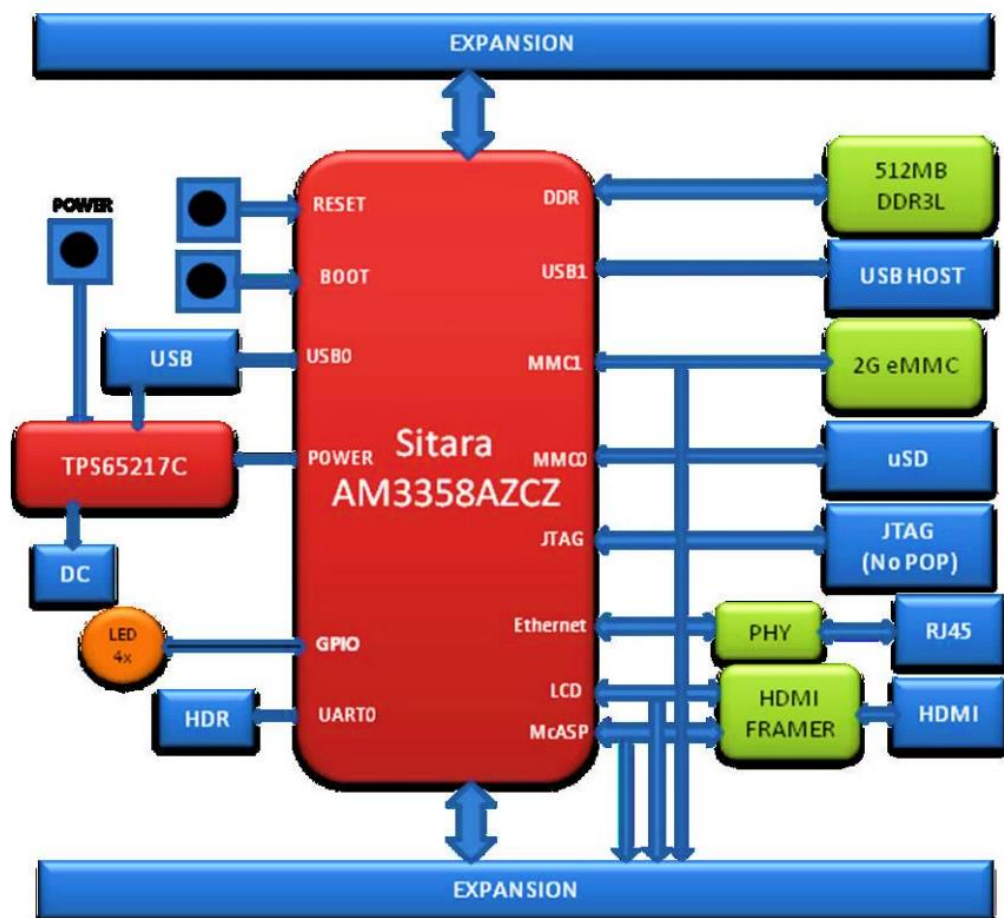 EXPANSION
POWER
RESET
BOOT
USB
USB0
TPS65217C
POWER
DC
LED
4x
GPIO
HDR
UART0
Sitara
AM3358AZCZ
DDR
USB1
MMC1
MMC0
JTAG
Ethernet
LCD
McASP
512MB
DDR3L
USB HOST
2G eMMC
uSD
JTAG
(No POP)
PHY
RJ45
HDMI
FRAMER
HDMI
EXPANSION